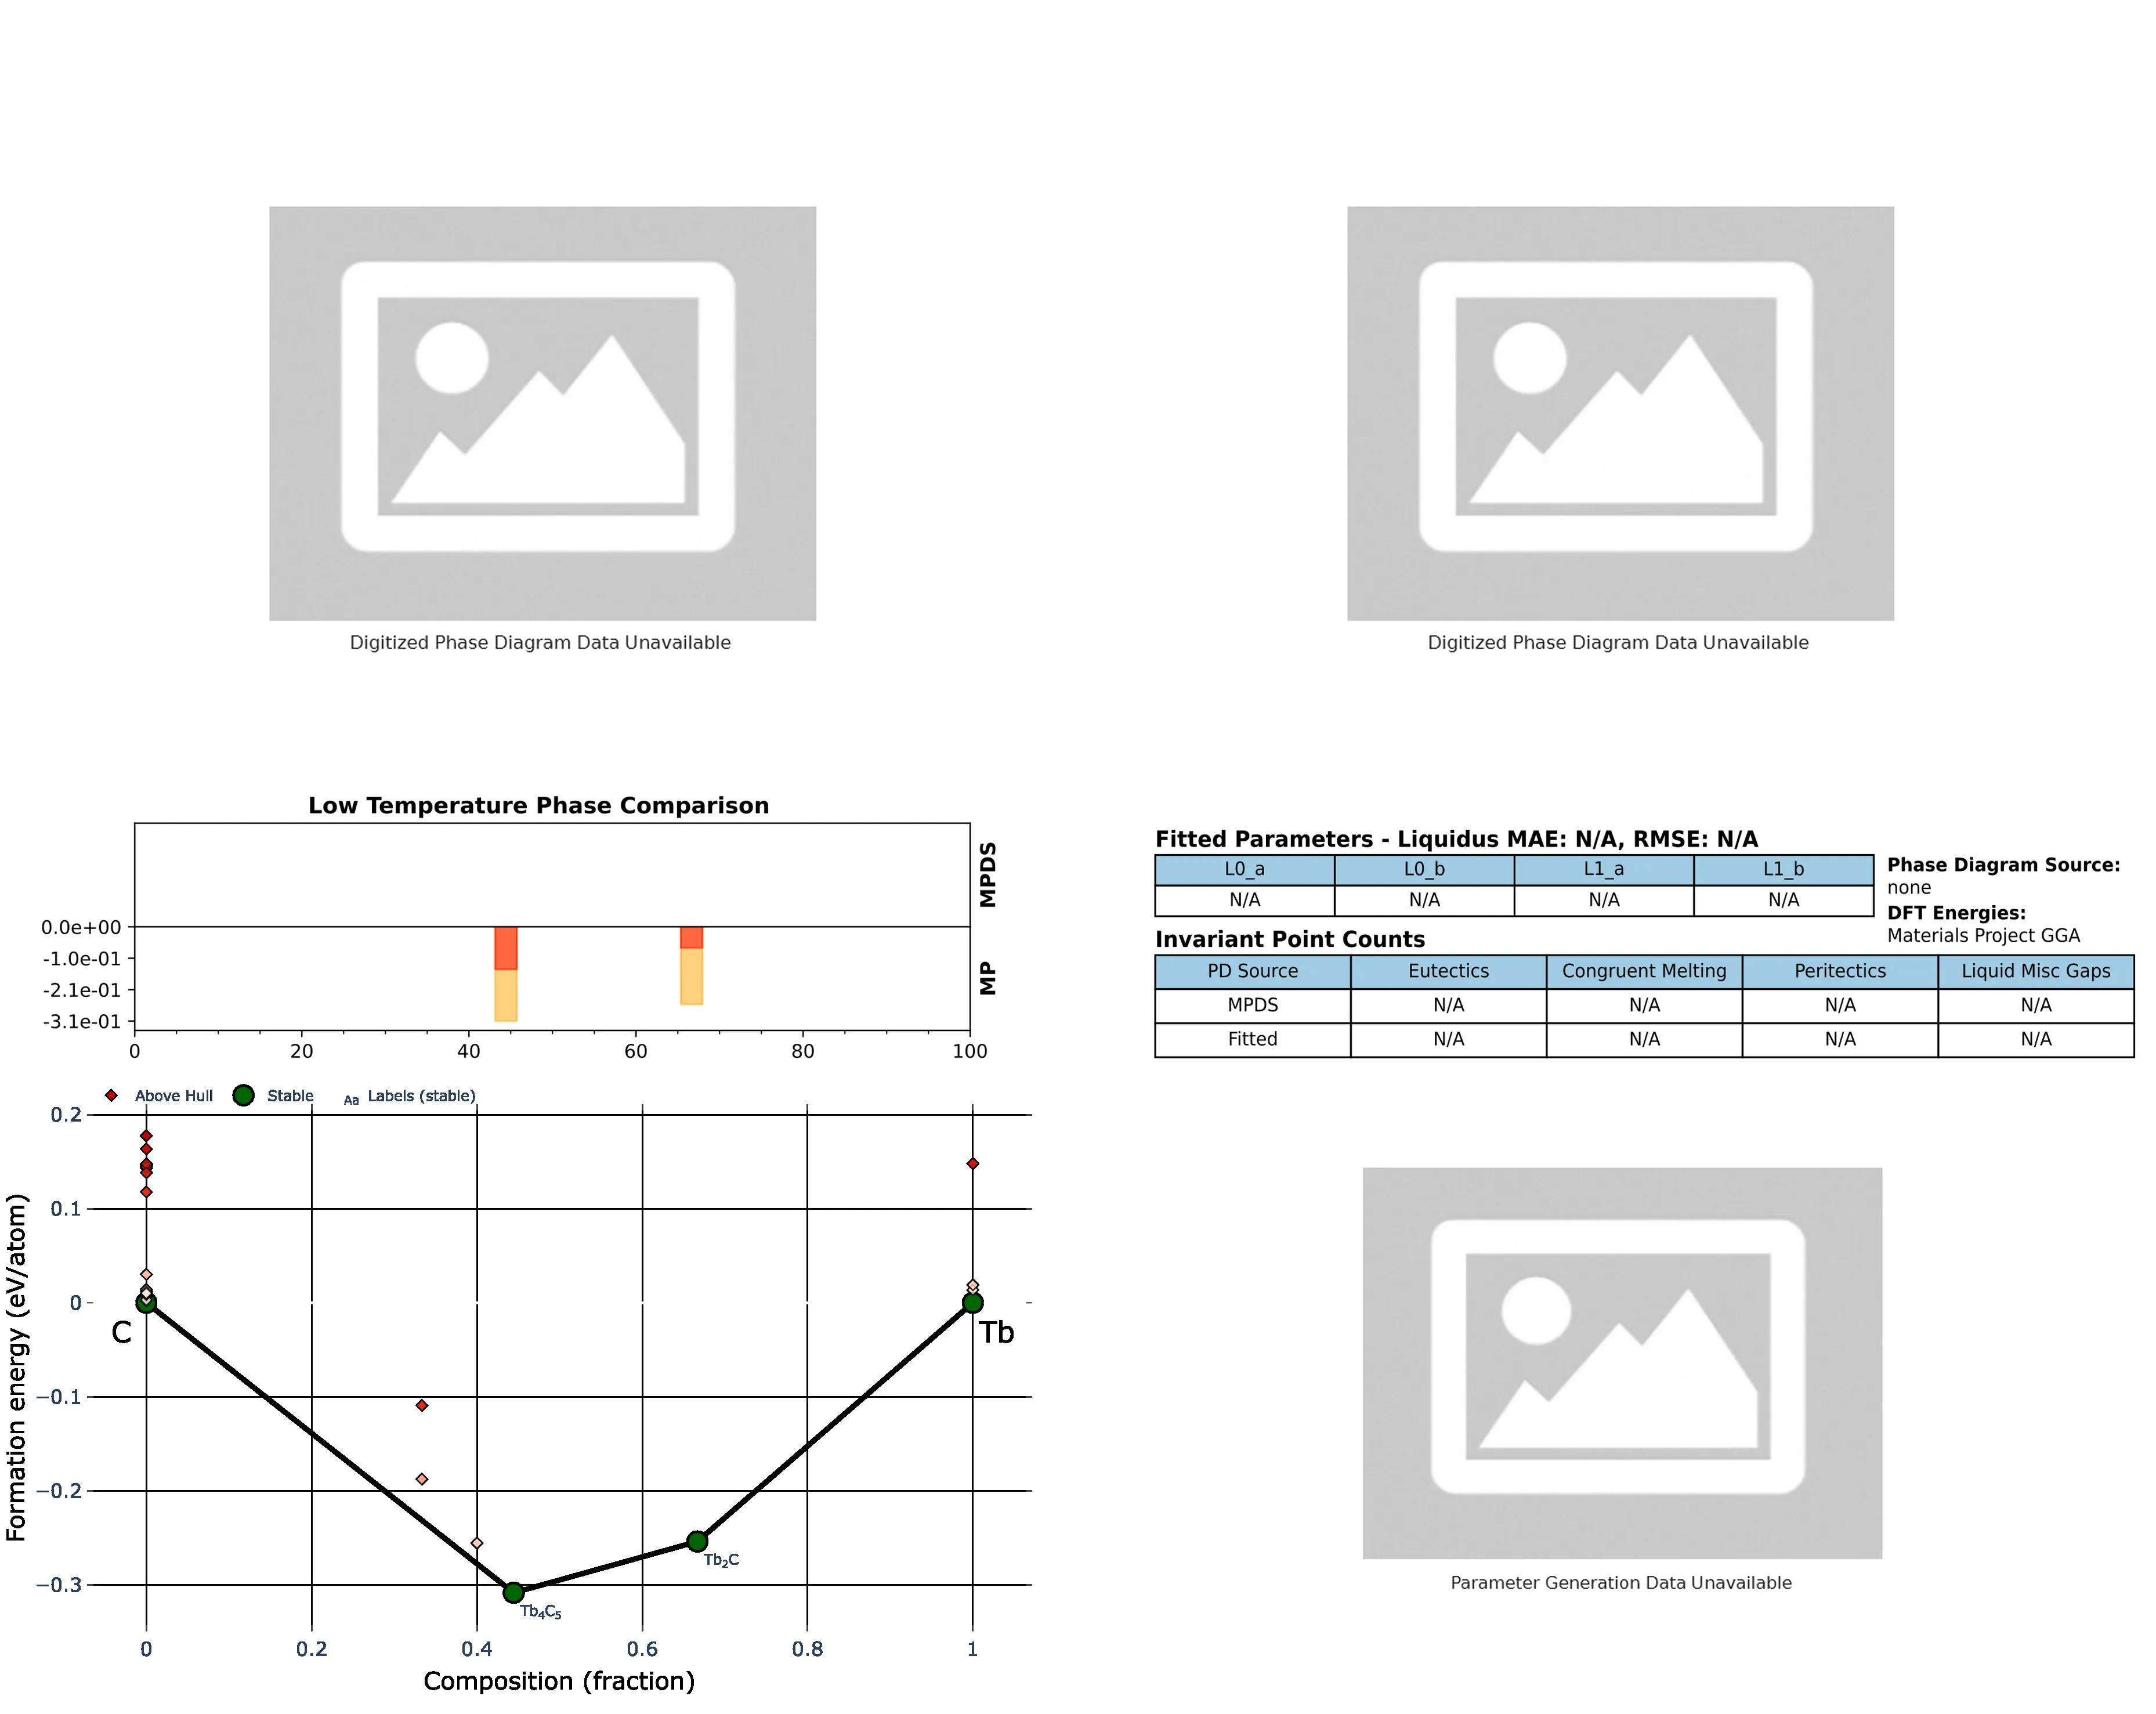 Digitized Phase Diagram Data Unavailable
Digitized Phase Diagram Data Unavailable
Low Temperature Phase Comparison
MPDS
MP
0.0e+00
-1.0e-01
-2.1e-01
-3.1e-01
0 20 40 60 80 100
Fitted Parameters - Liquidus MAE: N/A, RMSE: N/A
L0_a L0_b L1_a L1_b
N/A N/A N/A N/A
Phase Diagram Source:
none
DFT Energies:
Materials Project GGA
Invariant Point Counts
PD Source Eutectics Congruent Melting Peritectics Liquid Misc Gaps
MPDS N/A N/A N/A N/A
Fitted N/A N/A N/A N/A
Above Hull Stable Aa Labels (stable)
Formation energy (eV/atom)
0.2
0.1
0
−0.1
−0.2
−0.3
C
Tb
Tb₂C
Tb₄C₅
0 0.2 0.4 0.6 0.8 1
Composition (fraction)
Parameter Generation Data Unavailable